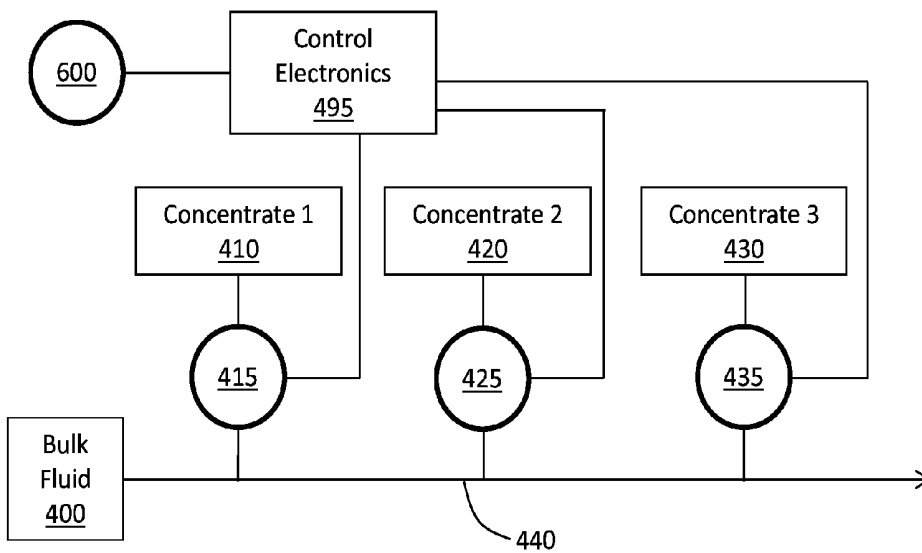 600
Control
Electronics
495
Concentrate 1
410
Concentrate 2
420
Concentrate 3
430
415
425
435
Bulk
Fluid
400
440